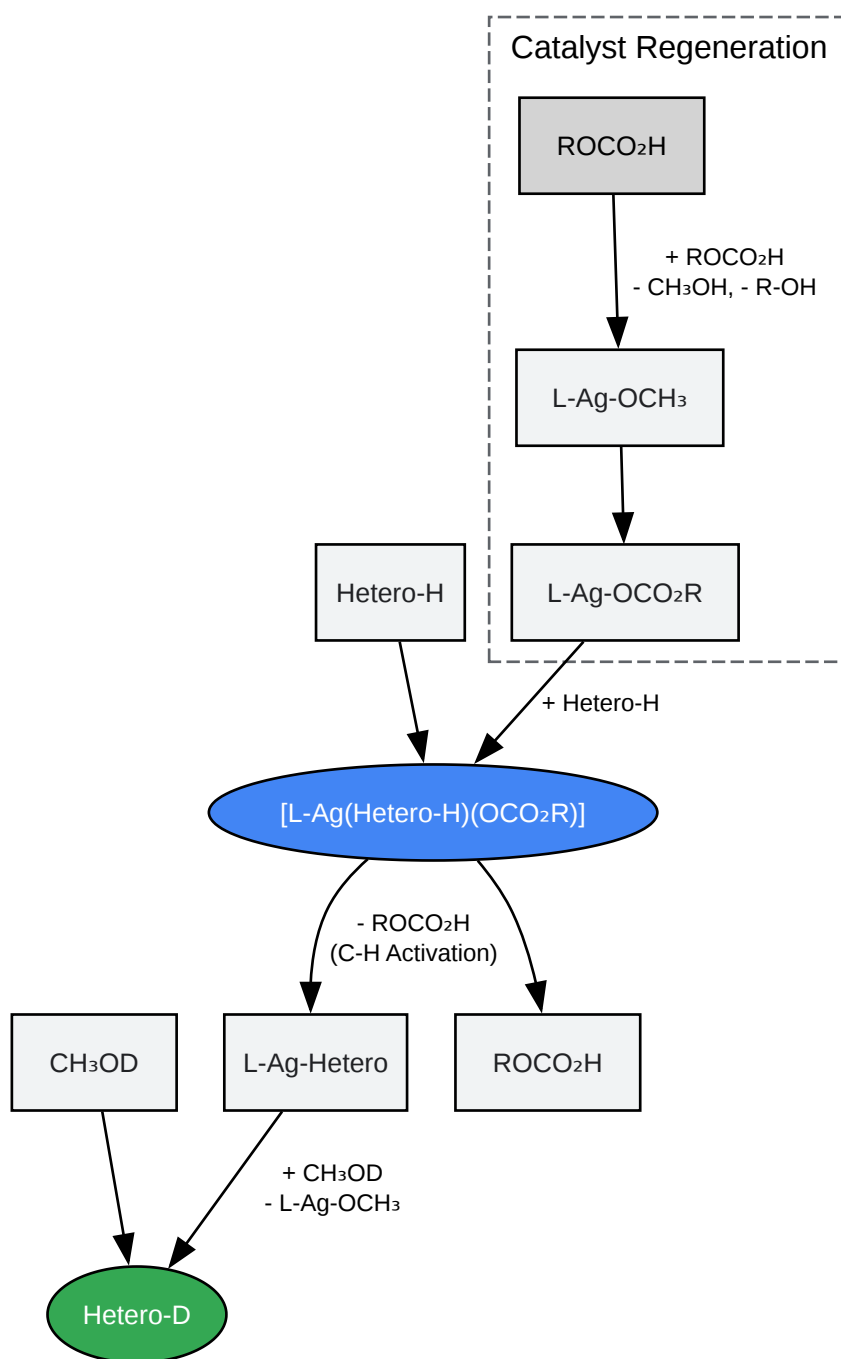 Catalyst Regeneration
ROCO₂H
+ ROCO₂H
- CH₃OH, - R-OH
L-Ag-OCH₃
Hetero-H
L-Ag-OCO₂R
+ Hetero-H
[L-Ag(Hetero-H)(OCO₂R)]
- ROCO₂H
(C-H Activation)
CH₃OD
L-Ag-Hetero
ROCO₂H
+ CH₃OD
- L-Ag-OCH₃
Hetero-D